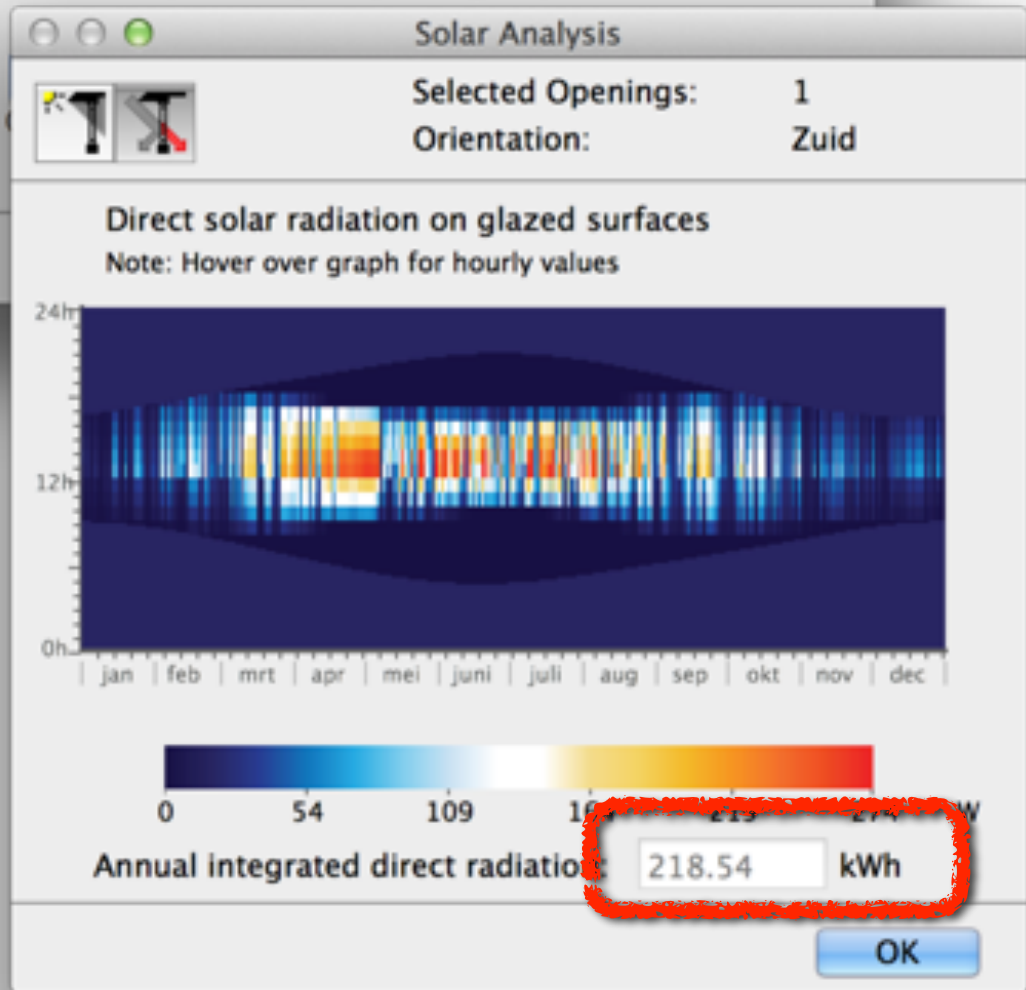 Solar Analysis
Selected Openings: 1
Orientation: Zuid
Direct solar radiation on glazed surfaces
Note: Hover over graph for hourly values
24h
12h
0h
jan feb mrt apr mei juni juli aug sep okt nov dec
0 54 109
Annual integrated direct radiation: 218.54 kWh
OK